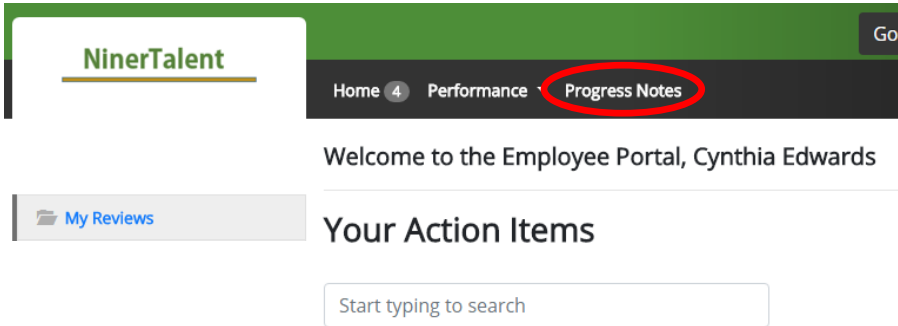 Go
NinerTalent
Home 4 Performance Progress Notes
Welcome to the Employee Portal, Cynthia Edwards
My Reviews
Your Action Items
Start typing to search